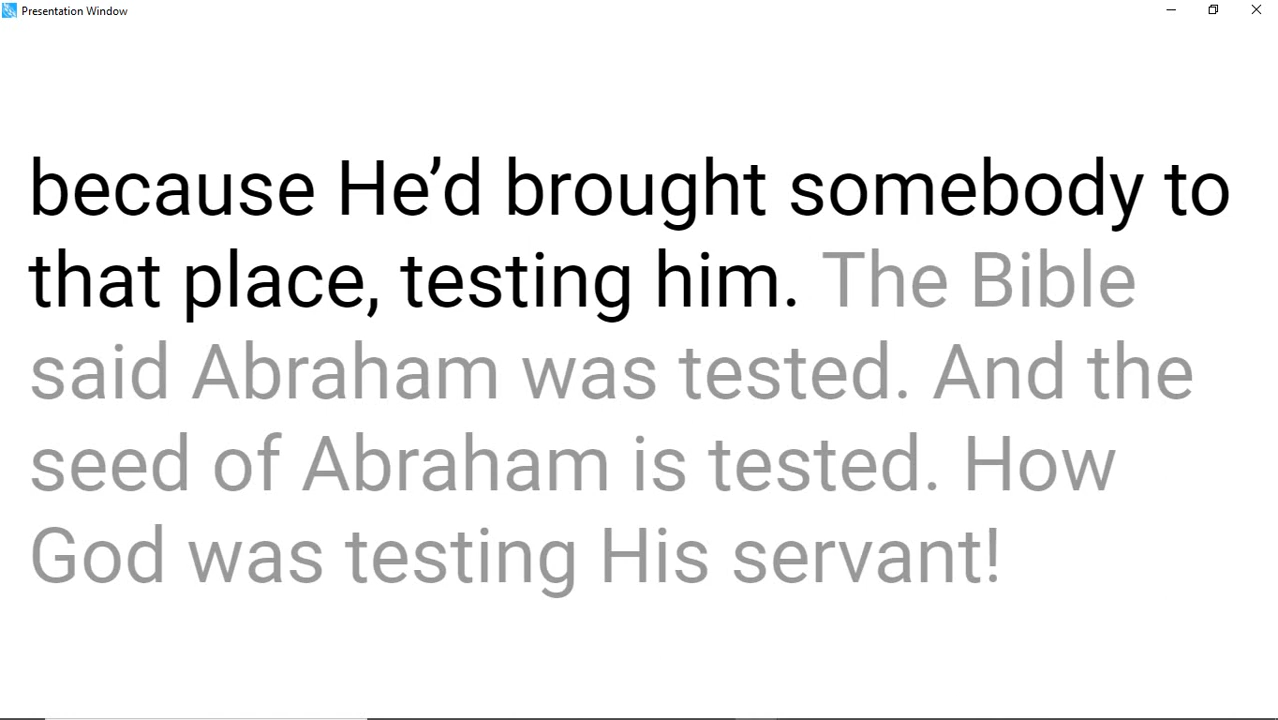 Presentation Window
because He’d brought somebody to
that place, testing him. The Bible
said Abraham was tested. And the
seed of Abraham is tested. How
God was testing His servant!